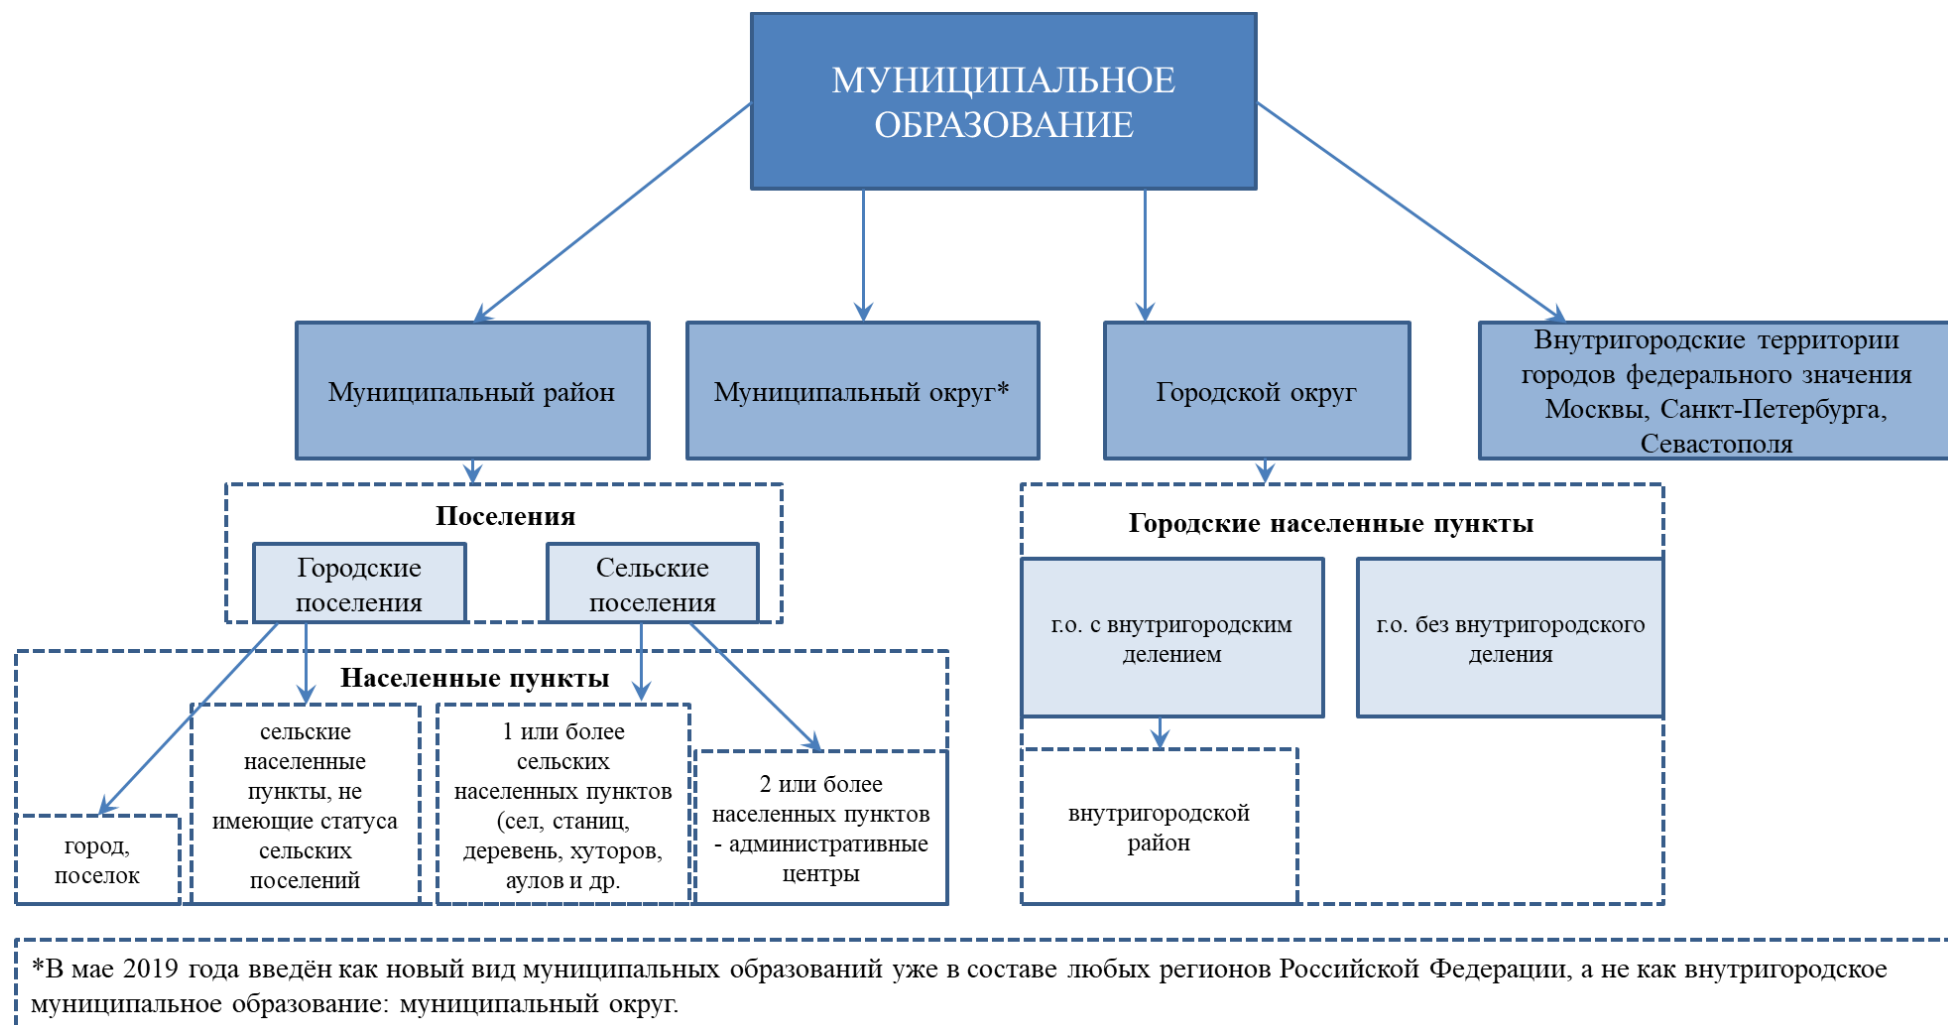 МУНИЦИПАЛЬНОЕ
ОБРАЗОВАНИЕ
Муниципальный район
Муниципальный округ*
Городской округ
Внутригородские территории
городов федерального значения
Москвы, Санкт-Петербурга,
Севастополя
Поселения
Городские
поселения
Сельские
поселения
Населенные пункты
город,
поселок
сельские
населенные
пункты, не
имеющие статуса
сельских
поселений
1 или более
сельских
населенных пунктов
(сел, станиц,
деревень, хуторов,
аулов и др.
2 или более
населенных пунктов
- административные
центры
Городские населенные пункты
г.о. с внутригородским
делением
г.о. без внутригородского
деления
внутригородской
район
*В мае 2019 года введён как новый вид муниципальных образований уже в составе любых регионов Российской Федерации, а не как внутригородское
муниципальное образование: муниципальный округ.